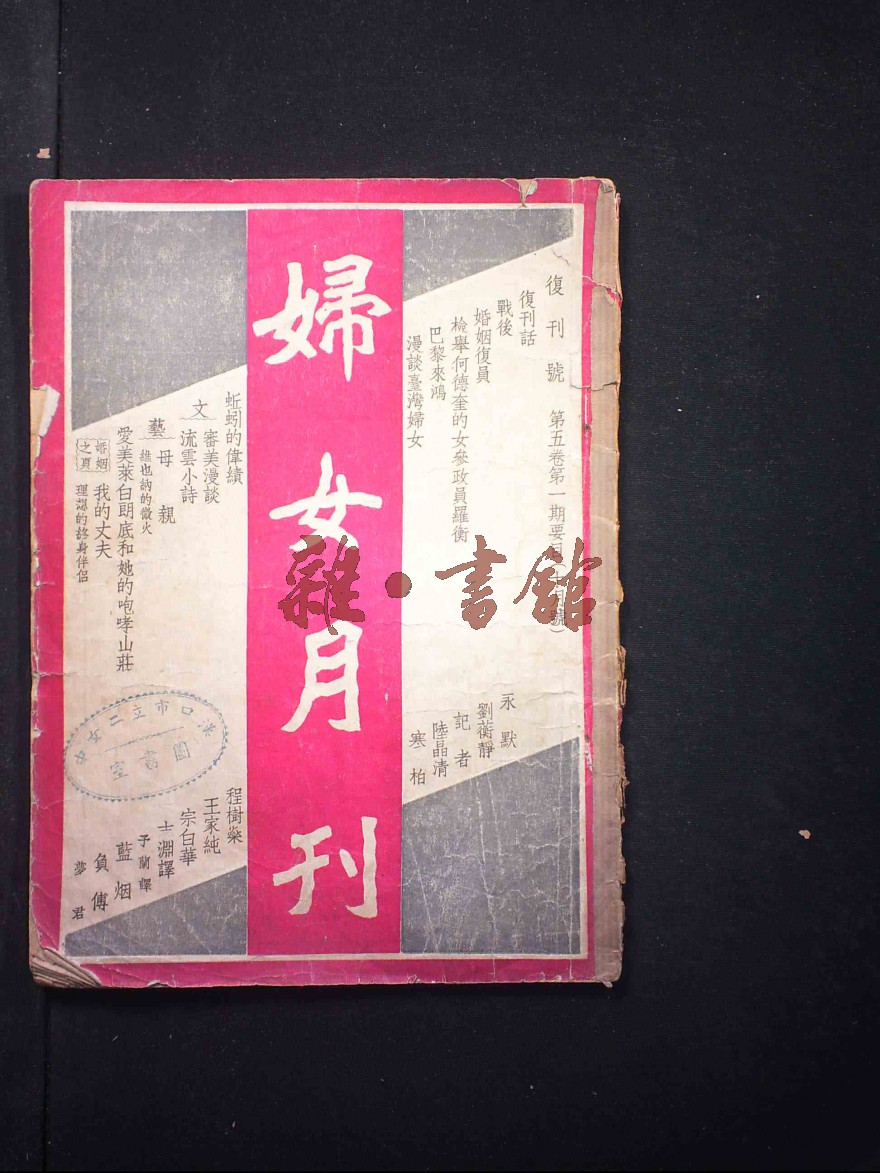 婦女月刊
復刊號 第五卷第一期要目
復刊話
戰後 永默
婚姻復員 劉蘅靜
檢舉何德奎的女參政員羅衡 記者
巴黎來鴻 陸晶清
漫談臺灣婦女 寒柏
蚯蚓的偉績 程樹燊
文藝
審美漫談 王家純
流雲小詩 宗白華
母親 士淵譯
維也納的微火 子蘭譯
愛美萊白朗底和她的咆哮山莊 藍烟
婚姻之頁
我的丈夫 負傅
理想的終身伴侶 夢君
口市立二女中
圖書室
雜·書館